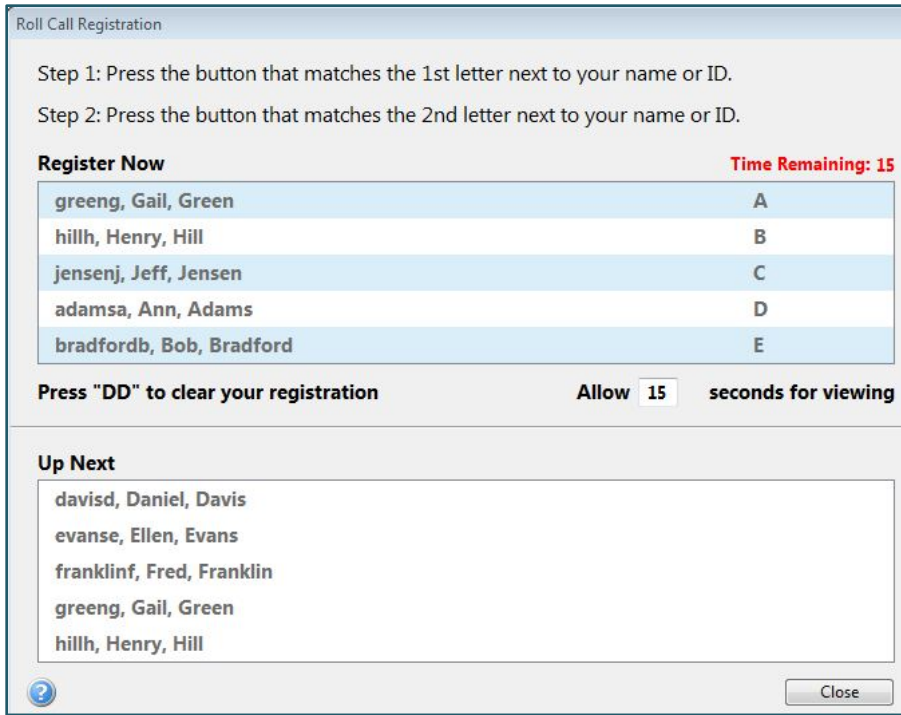 Roll Call Registration
Step 1: Press the button that matches the 1st letter next to your name or ID.
Step 2: Press the button that matches the 2nd letter next to your name or ID.
Register Now Time Remaining: 15
greeng, Gail, Green A
hillh, Henry, Hill B
jensenj, Jeff, Jensen C
adamsa, Ann, Adams D
bradfordb, Bob, Bradford E
Press "DD" to clear your registration Allow 15 seconds for viewing
Up Next
davisd, Daniel, Davis
evanse, Ellen, Evans
franklinf, Fred, Franklin
greeng, Gail, Green
hillh, Henry, Hill
? Close